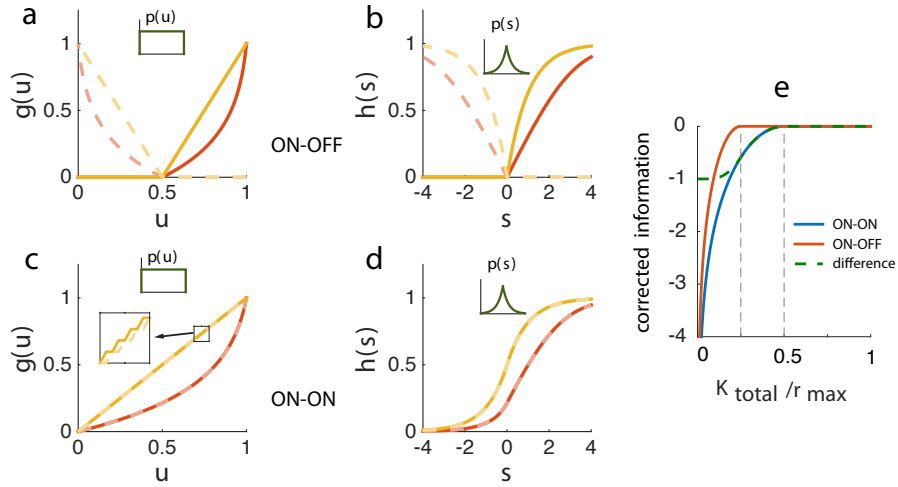 a
p(u)
1
0.5
0
g(u)
0
0.5
1
u
ON-OFF
b
p(s)
1
0.5
0
h(s)
-4
-2
0
2
4
s
c
p(u)
1
0.5
0
g(u)
0
0.5
1
u
ON-ON
d
p(s)
1
0.5
0
h(s)
-4
-2
0
2
4
s
e
0
-1
-2
-3
-4
corrected information
ON-ON
ON-OFF
difference
0
0.5
1
K total /r max